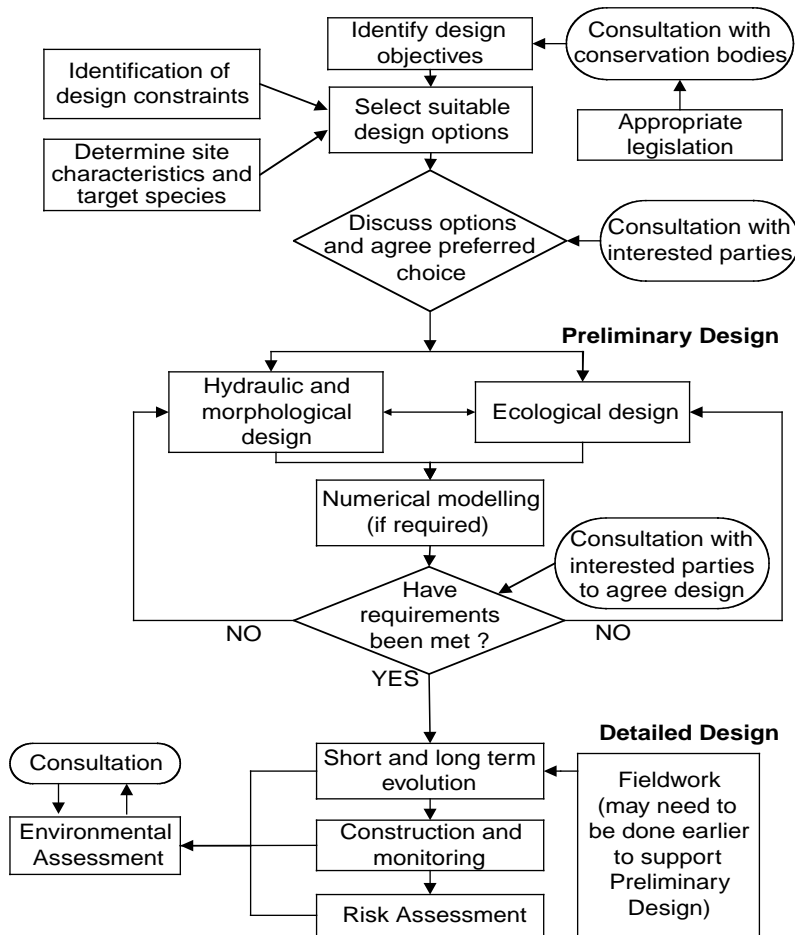 Identify design
objectives
Consultation with
conservation bodies
Identification of
design constraints
Select suitable
design options
Appropriate
legislation
Determine site
characteristics and
target species
Discuss options
and agree preferred
choice
Consultation with
interested parties
Preliminary Design
Hydraulic and
morphological
design
Ecological design
Numerical modelling
(if required)
Consultation with
interested parties
to agree design
Have
requirements
been met ?
NO
NO
YES
Detailed Design
Short and long term
evolution
Consultation
Fieldwork
(may need to
be done earlier
to support
Preliminary
Design)
Environmental
Assessment
Construction and
monitoring
Risk Assessment